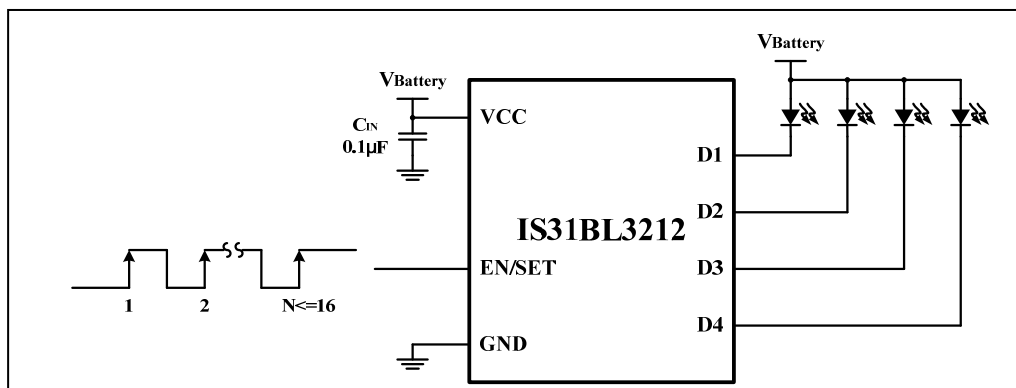 VBattery
VBattery
VCC
CIN
0.1µF
D1
D2
IS31BL3212
EN/SET
D3
1
2
N<=16
D4
GND